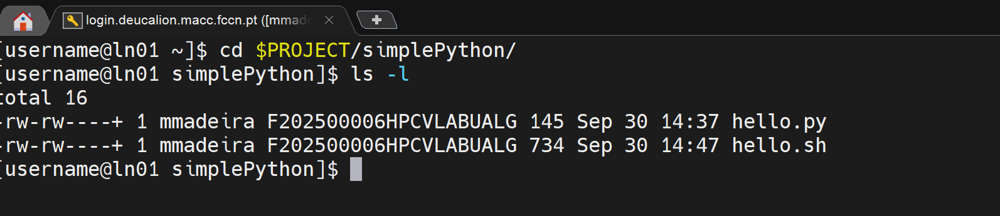 login.deucalion.macc.fccn.pt ([mmade
[username@ln01 ~]$ cd $PROJECT/simplePython/
[username@ln01 simplePython]$ ls -l
total 16
-rw-rw----+ 1 mmadeira F202500006HPCVLABUALG 145 Sep 30 14:37 hello.py
-rw-rw----+ 1 mmadeira F202500006HPCVLABUALG 734 Sep 30 14:47 hello.sh
[username@ln01 simplePython]$